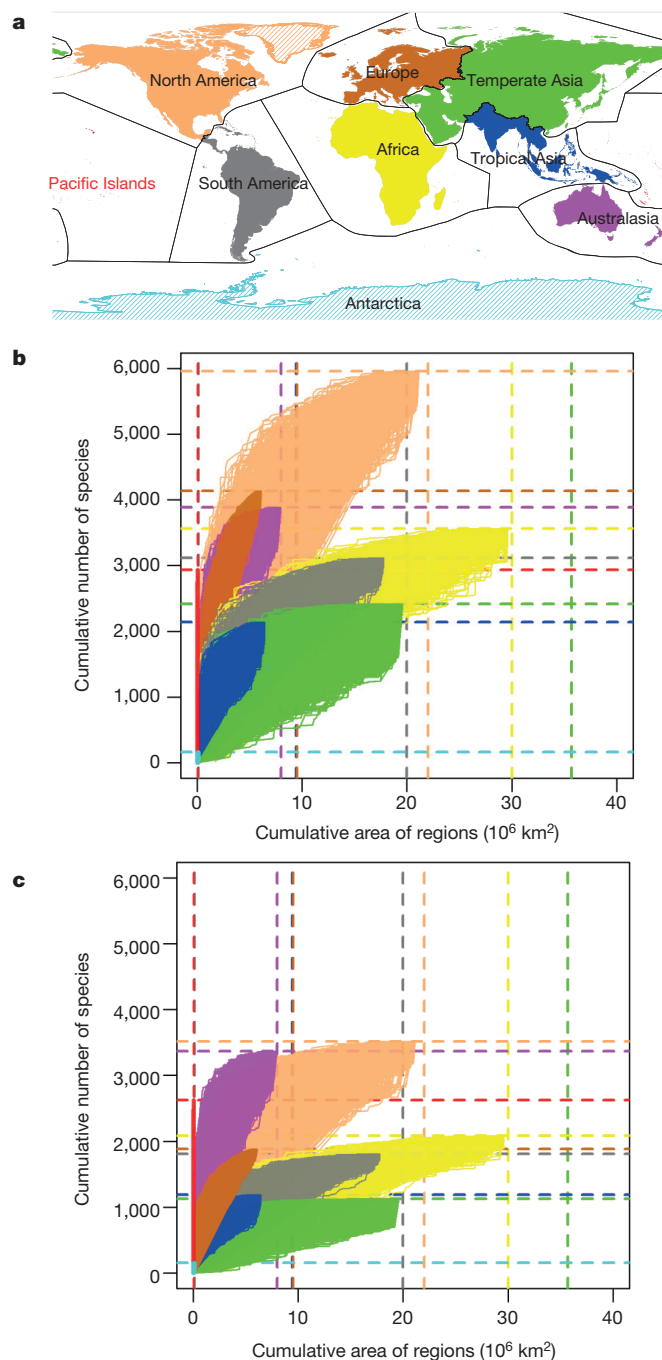 a
North America
Europe
Temperate Asia
Africa
Tropical Asia
Pacific Islands
South America
Australasia
Antarctica
b
6,000
5,000
4,000
3,000
2,000
1,000
0
Cumulative number of species
0
10
20
30
40
Cumulative area of regions (10⁶ km²)
c
6,000
5,000
4,000
3,000
2,000
1,000
0
Cumulative number of species
0
10
20
30
40
Cumulative area of regions (10⁶ km²)